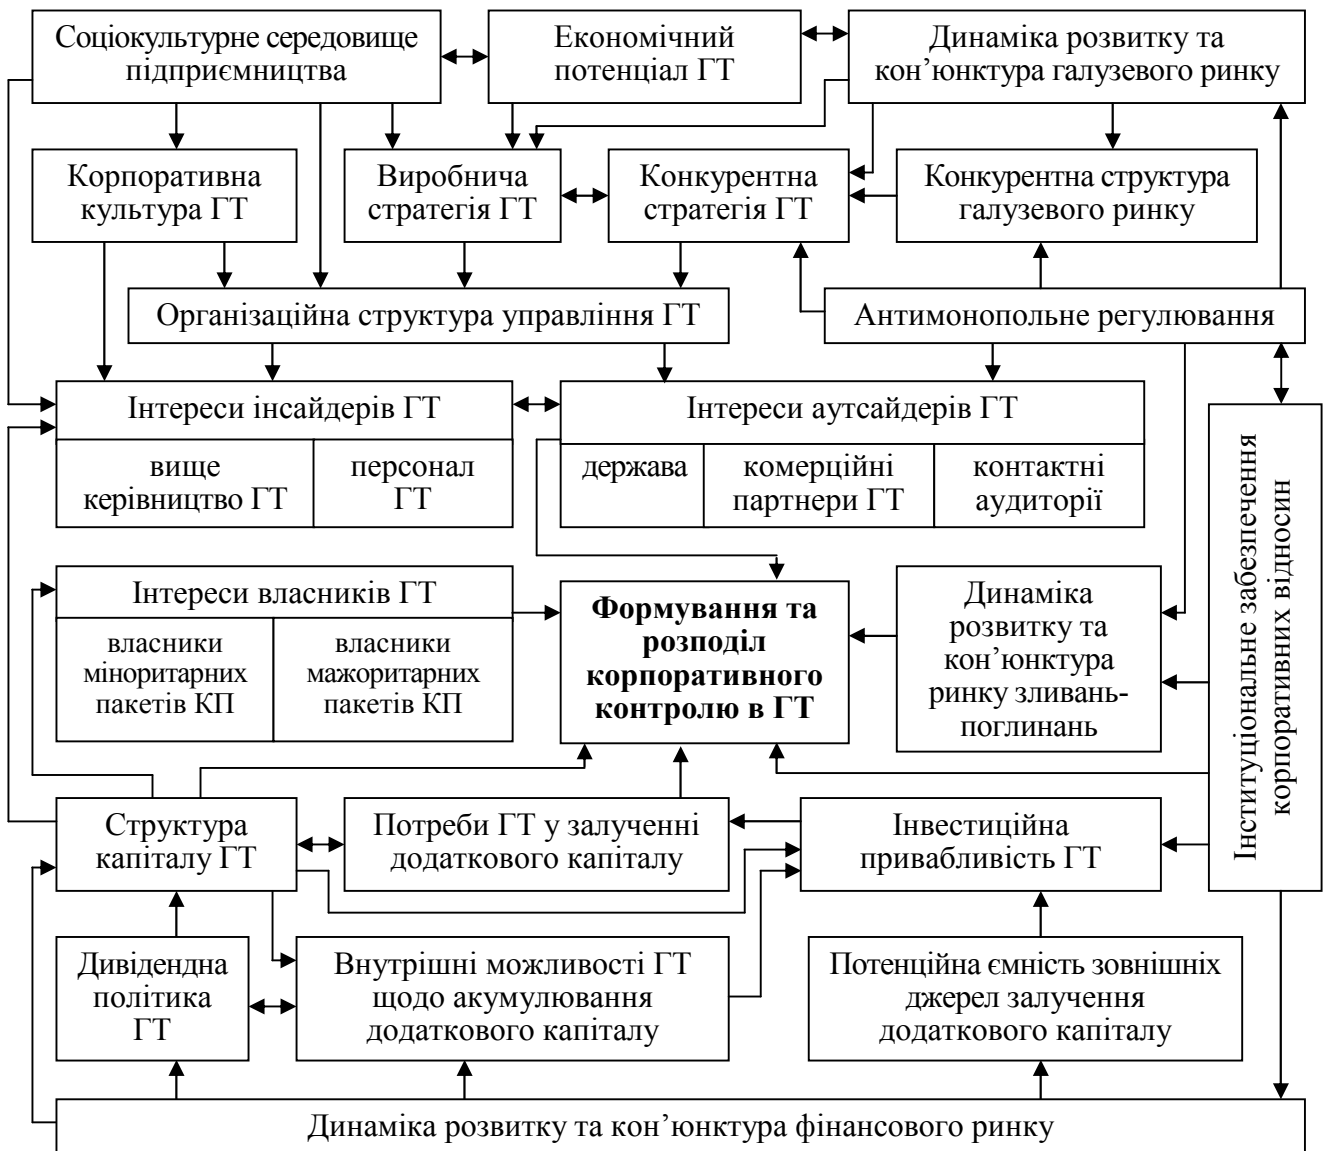 Соціокультурне середовище
підприємництва
Економічний
потенціал ГТ
Динаміка розвитку та
кон’юнктура галузевого ринку
Корпоративна
культура ГТ
Виробнича
стратегія ГТ
Конкурентна
стратегія ГТ
Конкурентна структура
галузевого ринку
Організаційна структура управління ГТ
Антимонопольне регулювання
Інтереси інсайдерів ГТ
вище
керівництво ГТ
персонал
ГТ
Інтереси аутсайдерів ГТ
держава
комерційні
партнери ГТ
контактні
аудиторії
Інституціональне забезпечення
корпоративних відносин
Інтереси власників ГТ
власники
міноритарних
пакетів КП
власники
мажоритарних
пакетів КП
Формування та
розподіл
корпоративного
контролю в ГТ
Динаміка
розвитку та
кон’юнктура
ринку зливань-
поглинань
Структура
капіталу ГТ
Потреби ГТ у залученні
додаткового капіталу
Інвестиційна
привабливість ГТ
Дивідендна
політика
ГТ
Внутрішні можливості ГТ
щодо акумулювання
додаткового капіталу
Потенційна ємність зовнішніх
джерел залучення
додаткового капіталу
Динаміка розвитку та кон’юнктура фінансового ринку